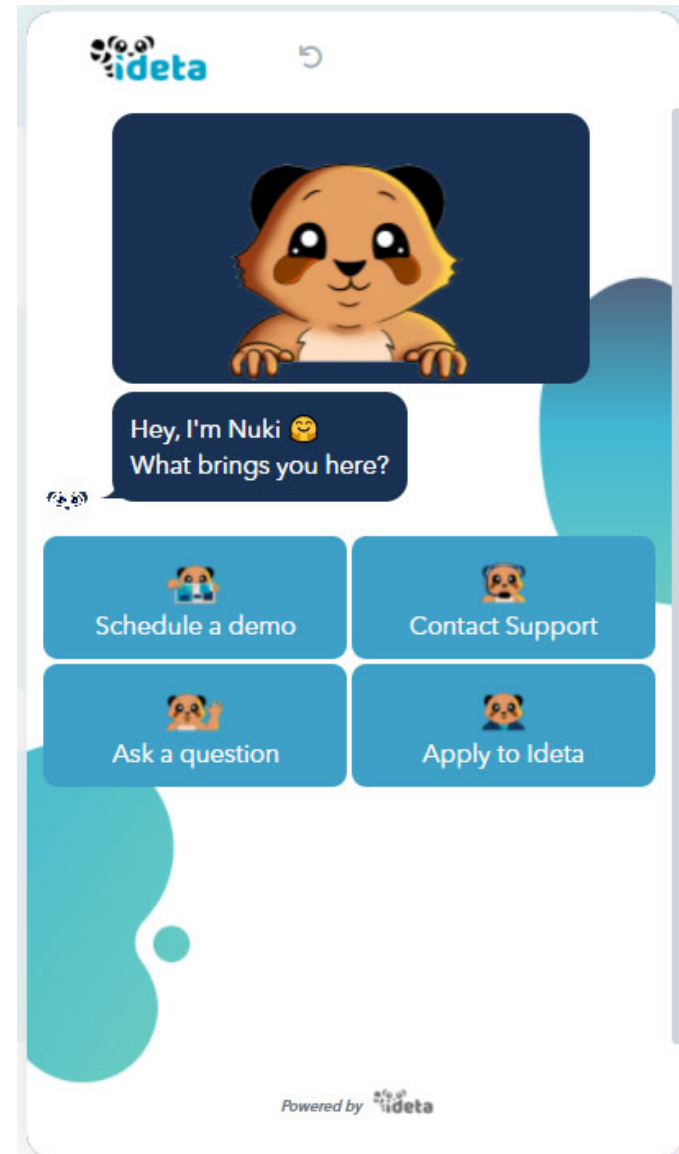 ideta
Hey, I'm Nuki 🤗
What brings you here?
Schedule a demo
Contact Support
Ask a question
Apply to Ideta
Powered by ideta